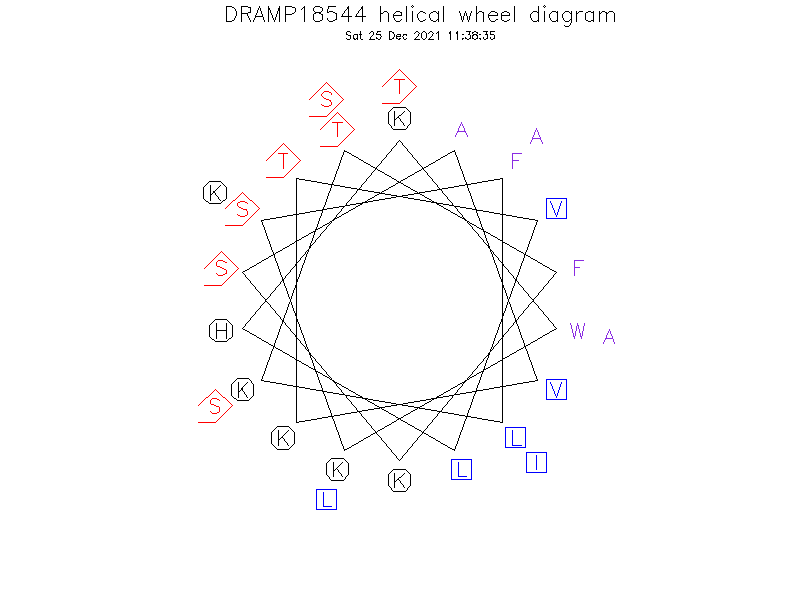 DRAMP18544 helical wheel diagram
Sat 25 Dec 2021 11:38:35
T
S
K
T
A
A
T
F
K
S
V
S
F
H
W
A
K
V
S
K
L
I
K
L
K
L